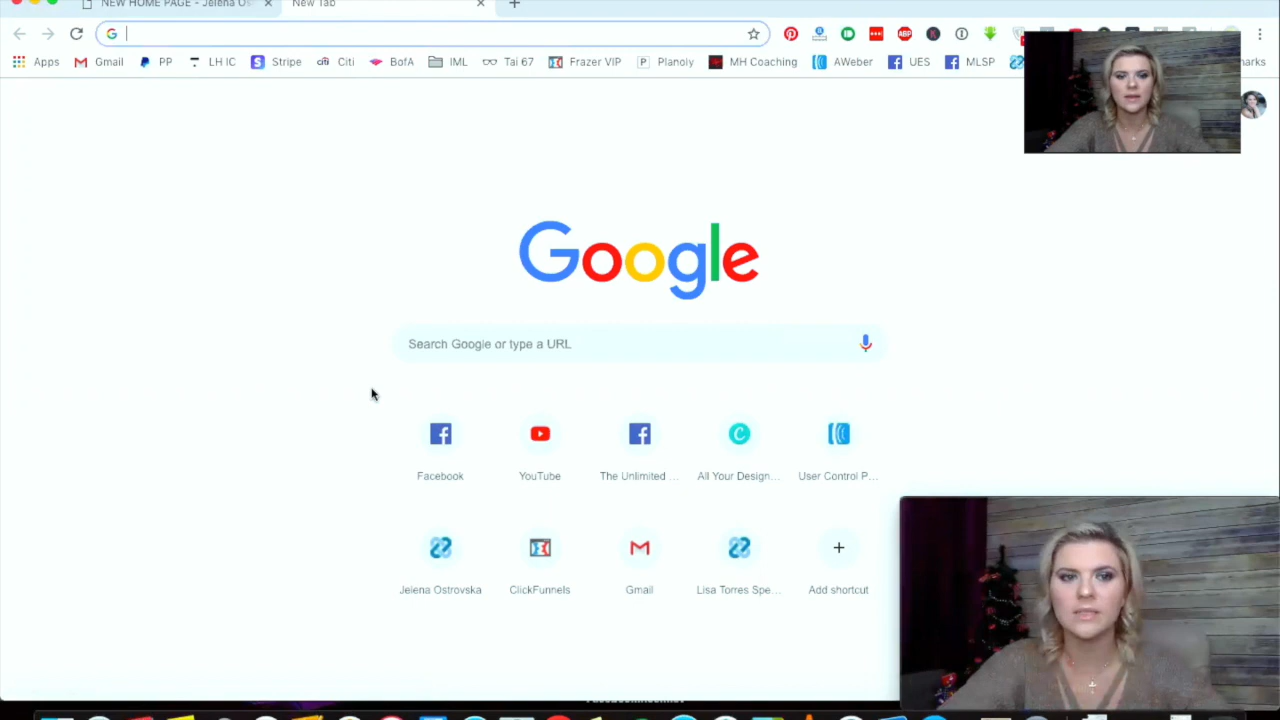 NEW HOME PAGE - Jelena Os
New Tab
Apps
Gmail
PP
LH IC
Stripe
Citi
BofA
IML
Tai 67
Frazer VIP
Planoiy
MH Coaching
AWeber
UES
MLSP
Google
Search Google or type a URL
Facebook
YouTube
The Unlimited ...
All Your Design...
User Control P...
Jelena Ostrovska
ClickFunnels
Gmail
Lisa Torres Spe...
Add shortcut